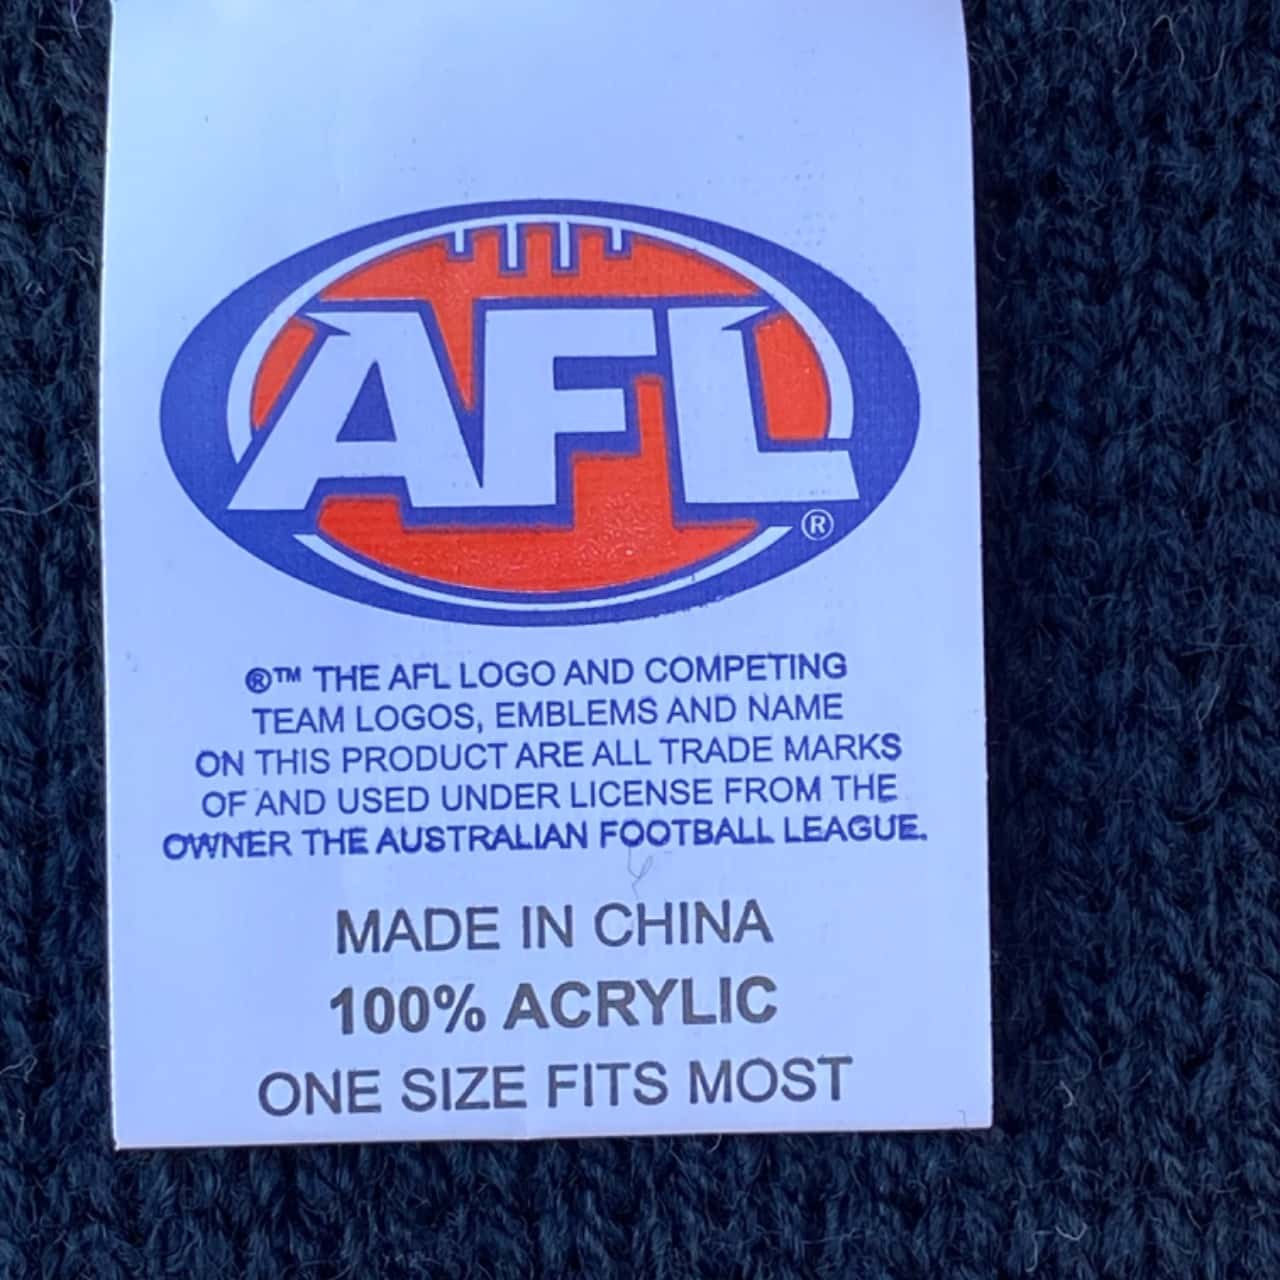 AFL
®
®™ THE AFL LOGO AND COMPETING
TEAM LOGOS, EMBLEMS AND NAME
ON THIS PRODUCT ARE ALL TRADE MARKS
OF AND USED UNDER LICENSE FROM THE
OWNER THE AUSTRALIAN FOOTBALL LEAGUE.
MADE IN CHINA
100% ACRYLIC
ONE SIZE FITS MOST